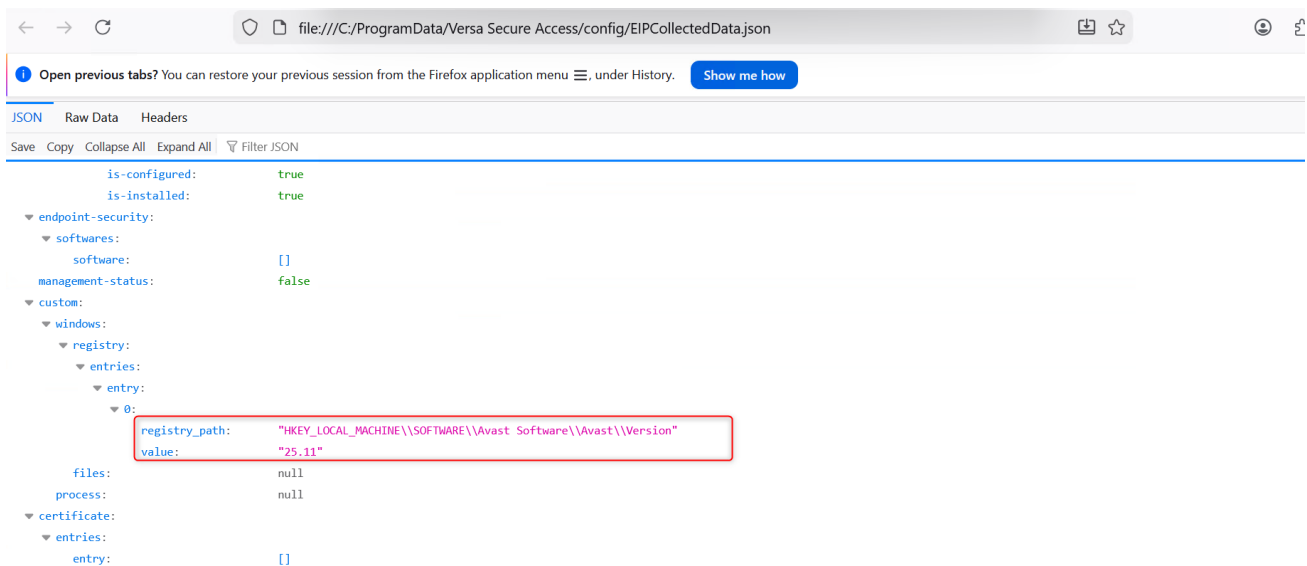 file:///C:/ProgramData/Versa Secure Access/config/EIPCollectedData.json
Open previous tabs? You can restore your previous session from the Firefox application menu ☰, under History. Show me how
JSON Raw Data Headers
Save Copy Collapse All Expand All Filter JSON
is-configured: true
is-installed: true
endpoint-security:
softwares:
software: []
management-status: false
custom:
windows:
registry:
entries:
entry:
0:
registry_path: "HKEY_LOCAL_MACHINE\\SOFTWARE\\Avast Software\\Avast\\Version"
value: "25.11"
files: null
process: null
certificate:
entries:
entry: []